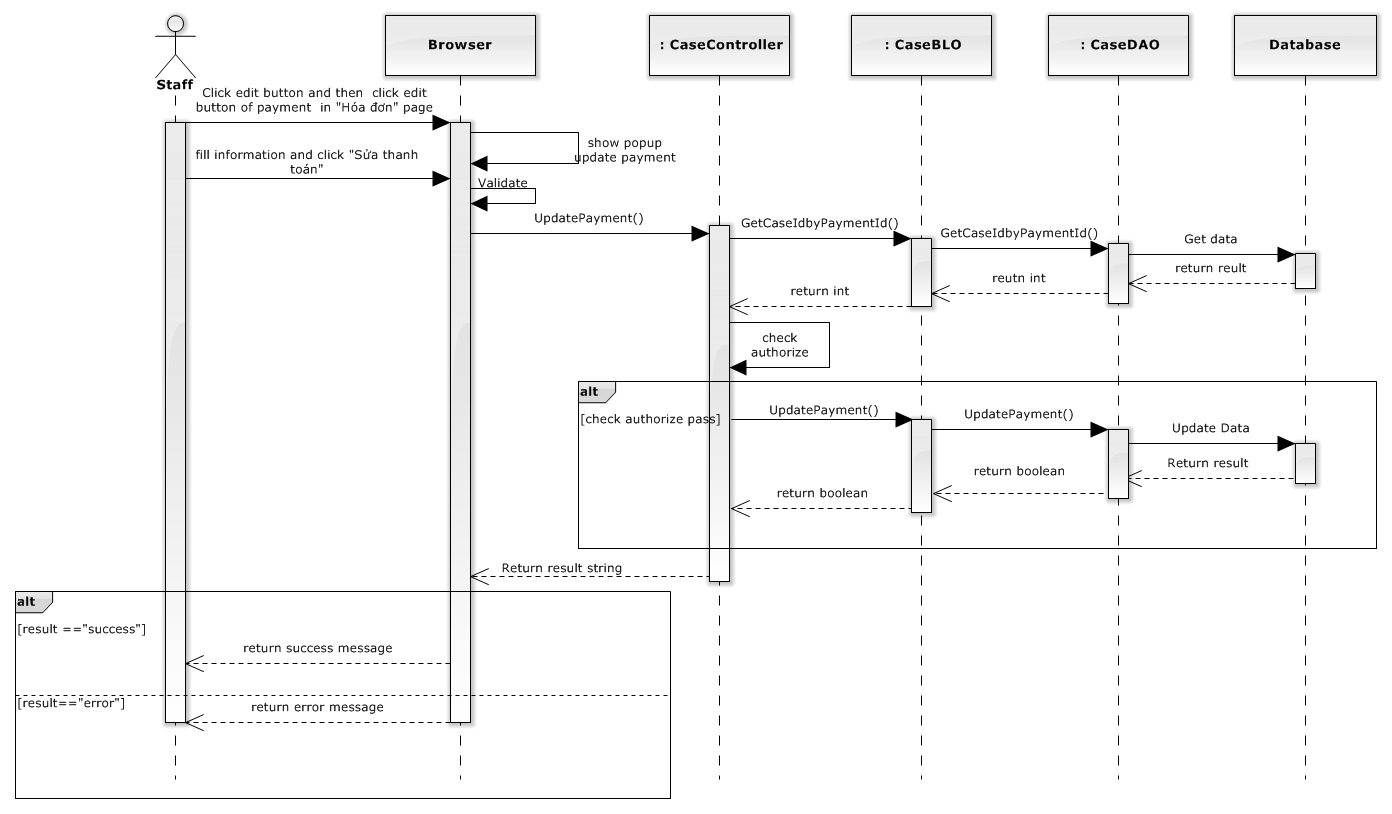 Browser
: CaseController
: CaseBLO
: CaseDAO
Database
Staff
Click edit button and then  click edit
button of payment  in "Hóa đơn" page
show popup
update payment
fill information and click "Sửa thanh
toán"
Validate
UpdatePayment()
GetCaseIdbyPaymentId()
GetCaseIdbyPaymentId()
Get data
return reult
reutn int
return int
check
authorize
alt
[check authorize pass]
UpdatePayment()
UpdatePayment()
Update Data
Return result
return boolean
return boolean
Return result string
alt
[result =="success"]
return success message
[result=="error"]
return error message